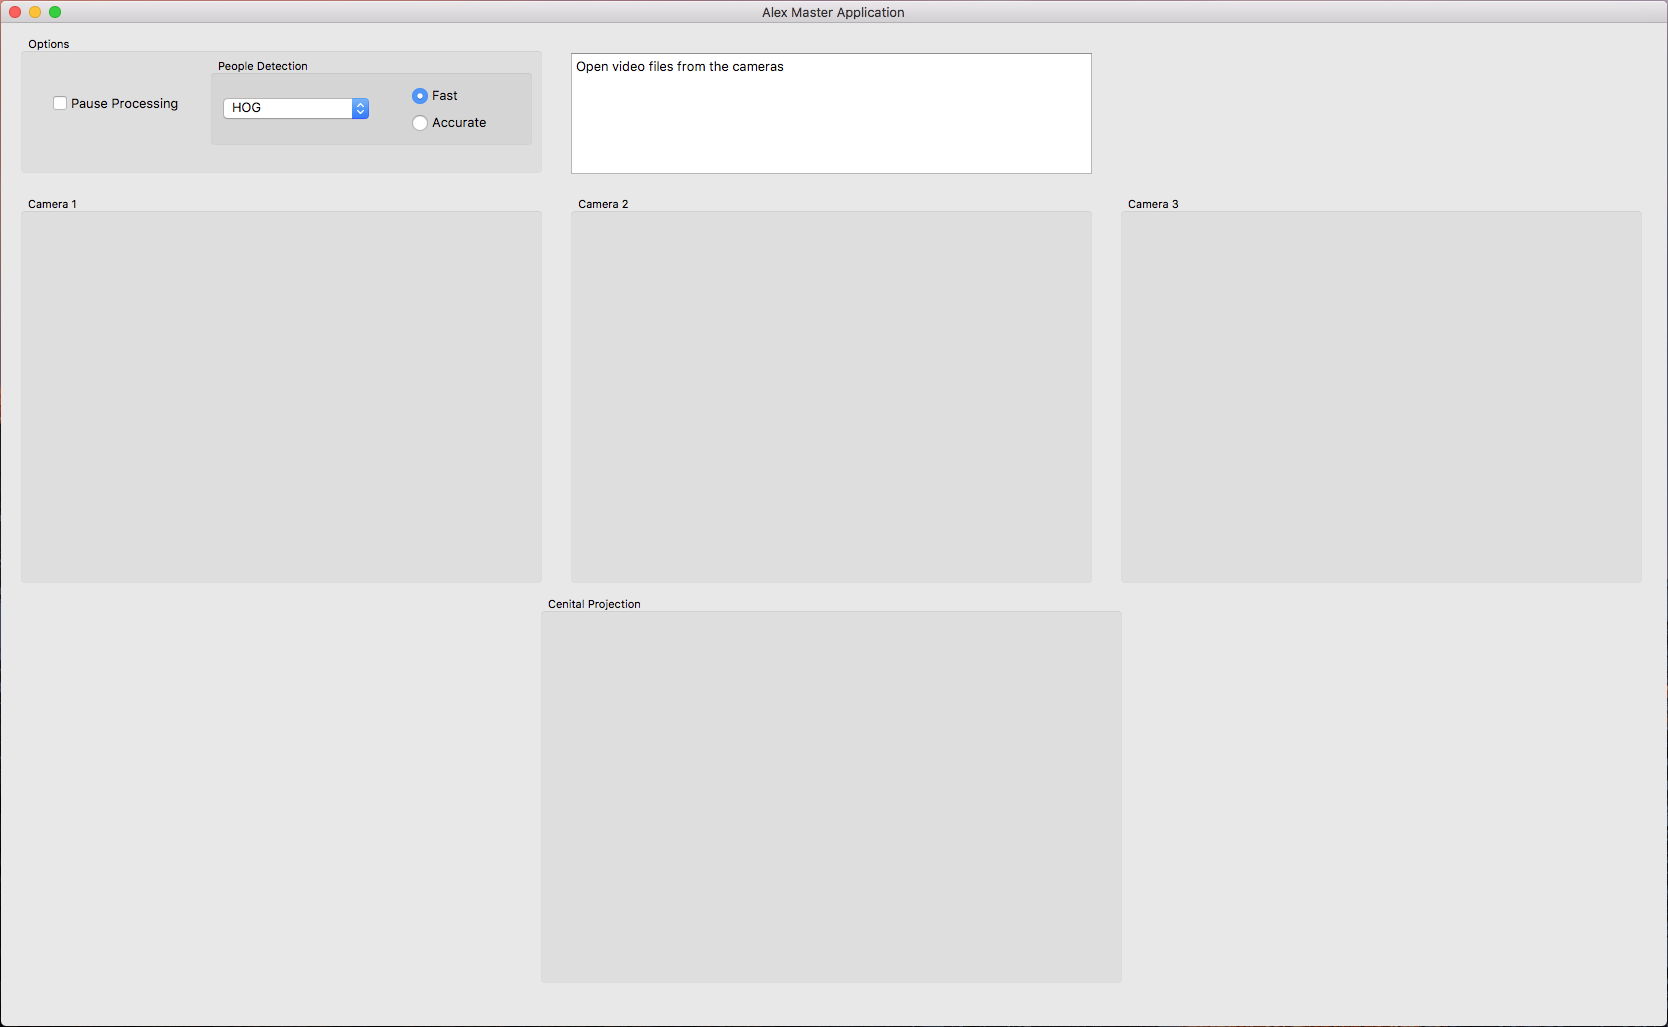 Alex Master Application
Options
People Detection
Open video files from the cameras
Pause Processing
HOG
Fast
Accurate
Camera 1
Camera 2
Camera 3
Cenital Projection